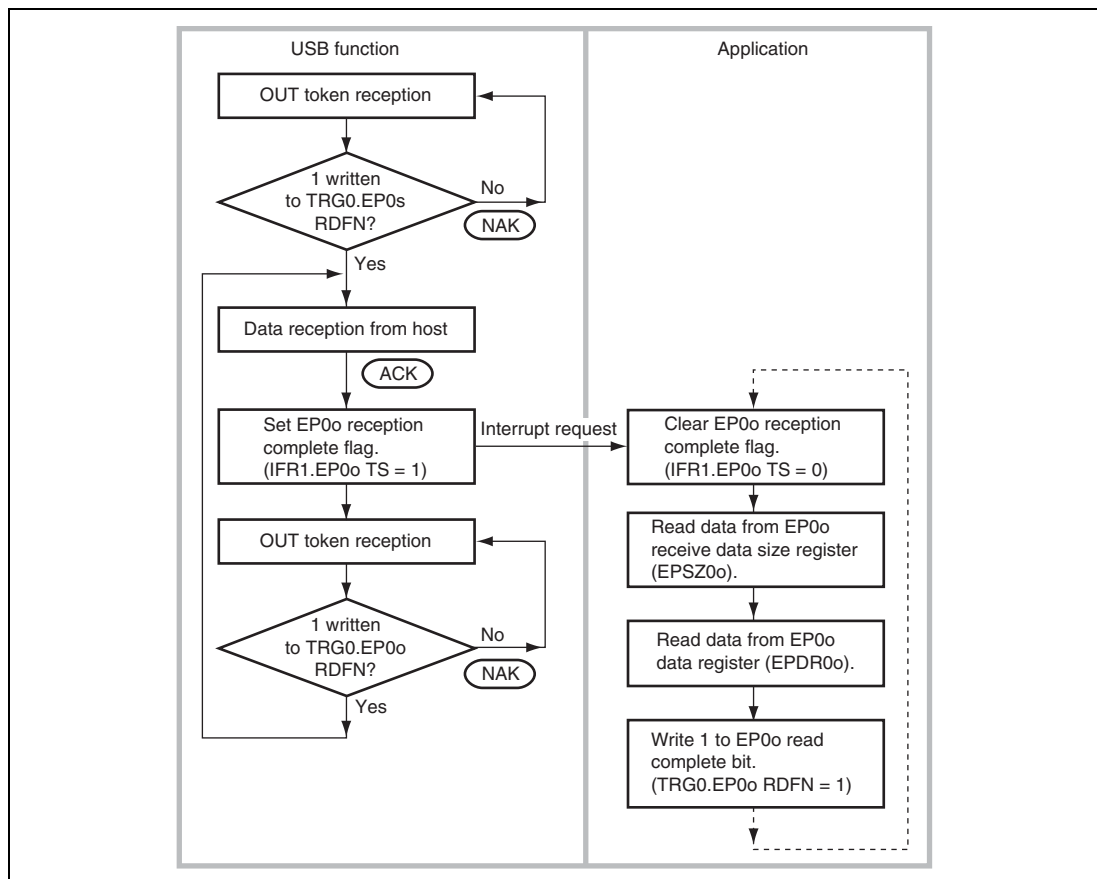 USB function
OUT token reception
1 written
to TRG0.EP0s
RDFN?
No
NAK
Yes
Data reception from host
ACK
Set EP0o reception
complete flag.
(IFR1.EP0o TS = 1)
Interrupt request
OUT token reception
1 written
to TRG0.EP0o
RDFN?
No
NAK
Yes
Application
Clear EP0o reception
complete flag.
(IFR1.EP0o TS = 0)
Read data from EP0o
receive data size register
(EPSZ0o).
Read data from EP0o
data register (EPDR0o).
Write 1 to EP0o read
complete bit.
(TRG0.EP0o RDFN = 1)